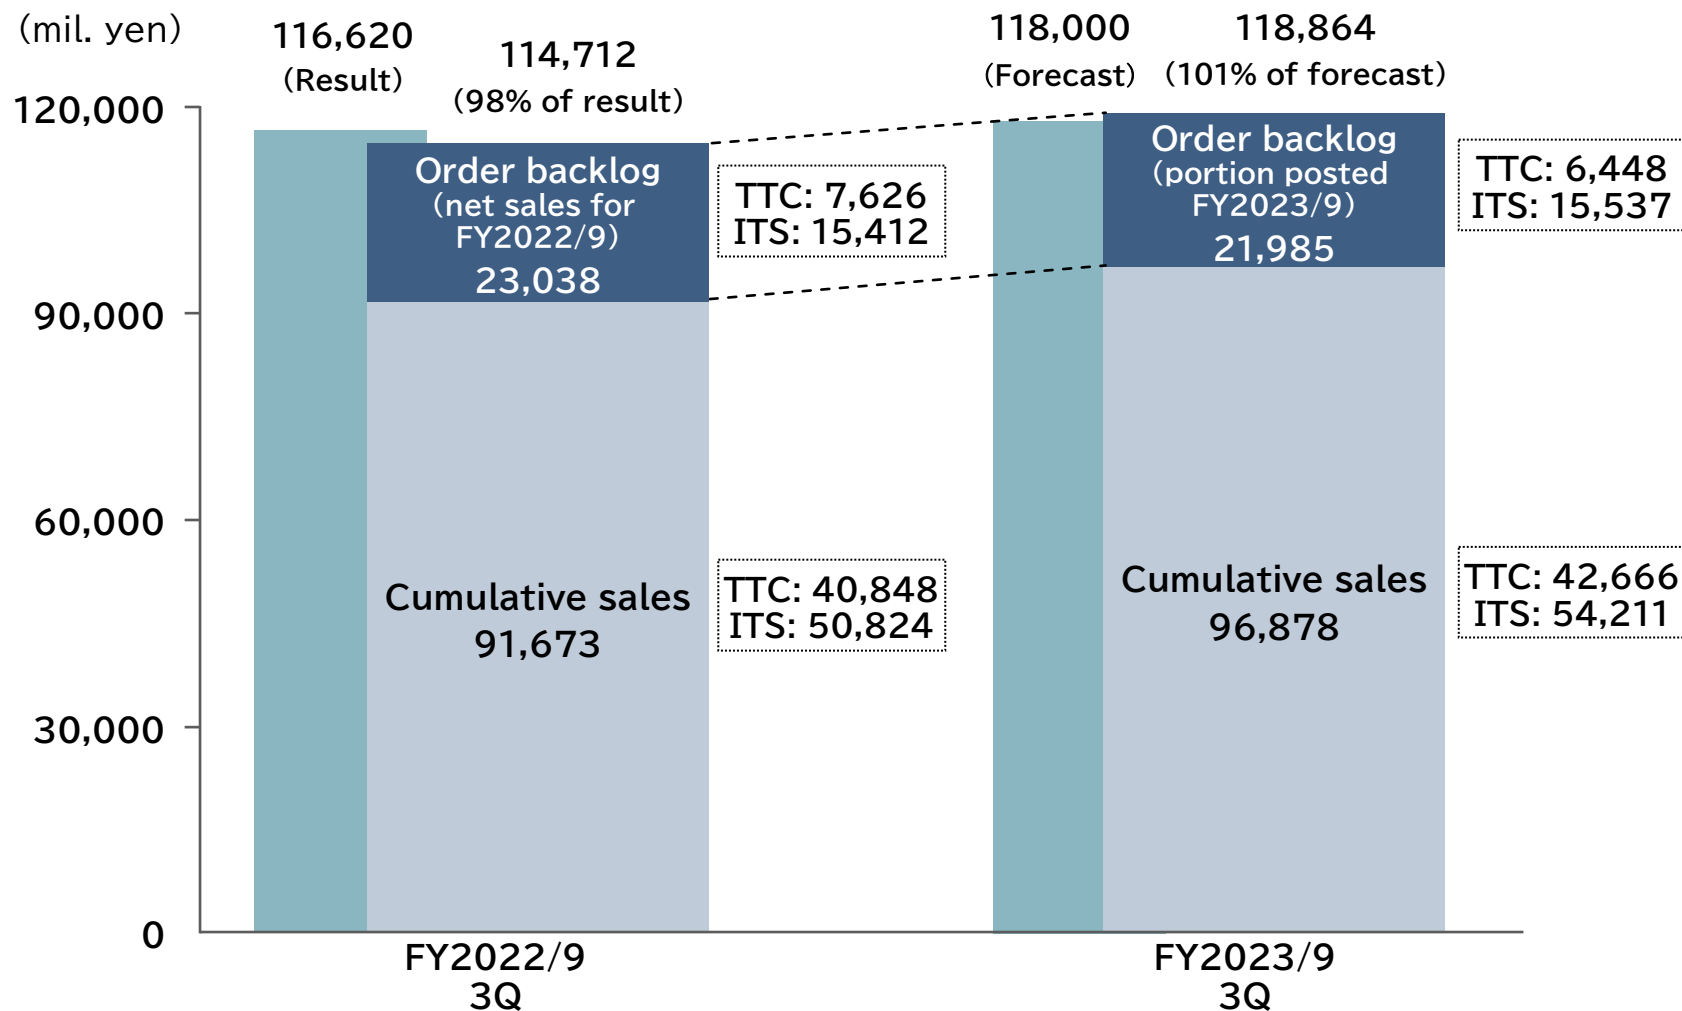 (mil. yen)
116,620
(Result)
114,712
(98% of result)
118,000
(Forecast)
118,864
(101% of forecast)
120,000
90,000
60,000
30,000
0
Order backlog
(net sales for
FY2022/9)
23,038
TTC: 7,626
ITS: 15,412
Cumulative sales
91,673
TTC: 40,848
ITS: 50,824
Order backlog
(portion posted
FY2023/9)
21,985
TTC: 6,448
ITS: 15,537
Cumulative sales
96,878
TTC: 42,666
ITS: 54,211
FY2022/9
3Q
FY2023/9
3Q